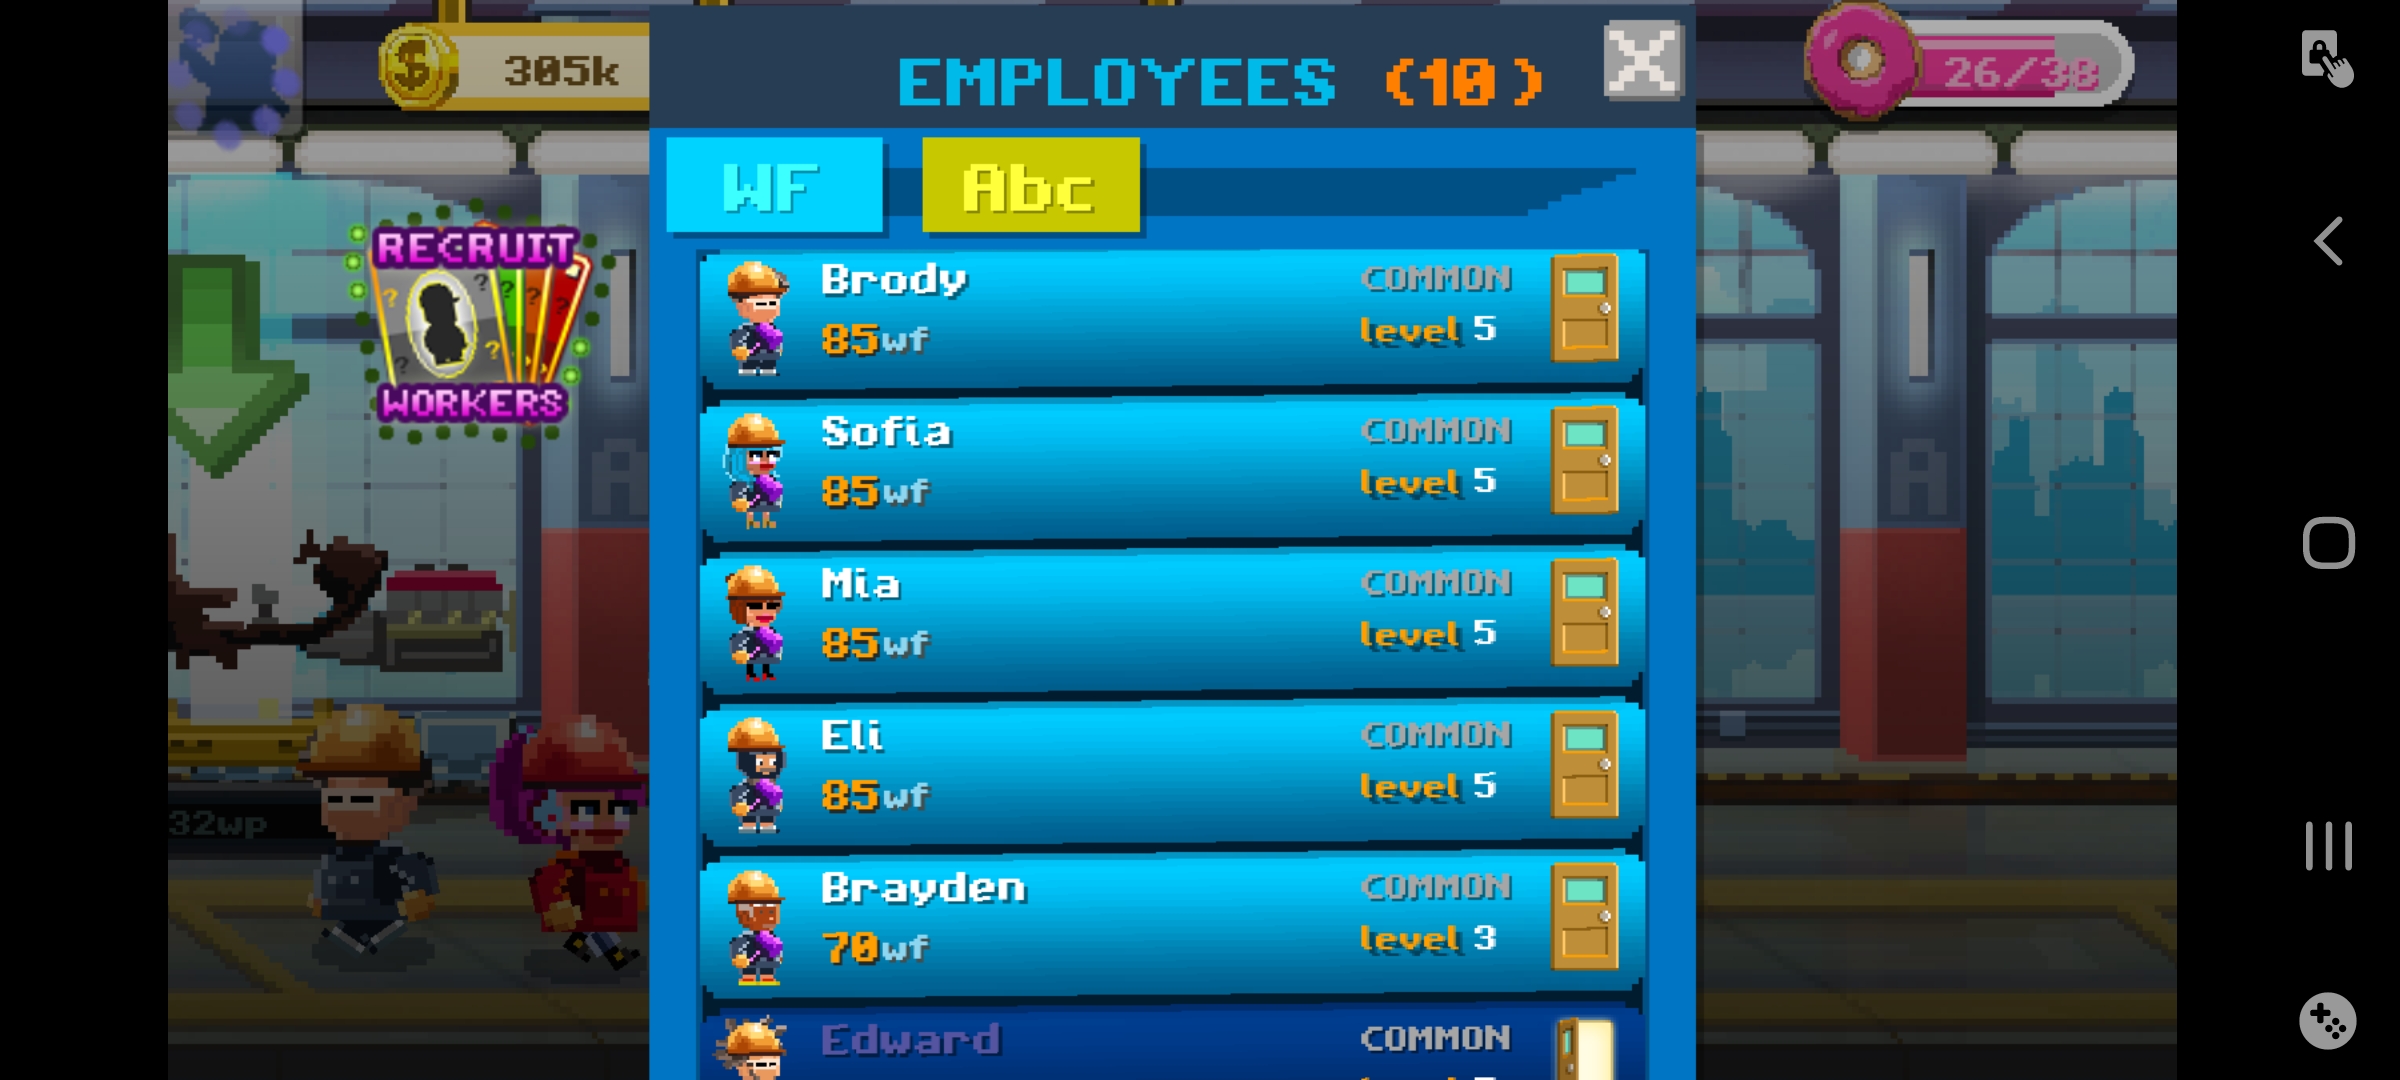 305k
EMPLOYEES (10)
26/38
WF
Abc
RECRUIT
WORKERS
Brody
COMMON
85wf
level 5
Sofia
COMMON
85wf
level 5
Mia
COMMON
85wf
level 5
Eli
COMMON
85wf
level 5
Brayden
COMMON
70wf
level 3
Edward
COMMON
32wp
A
A